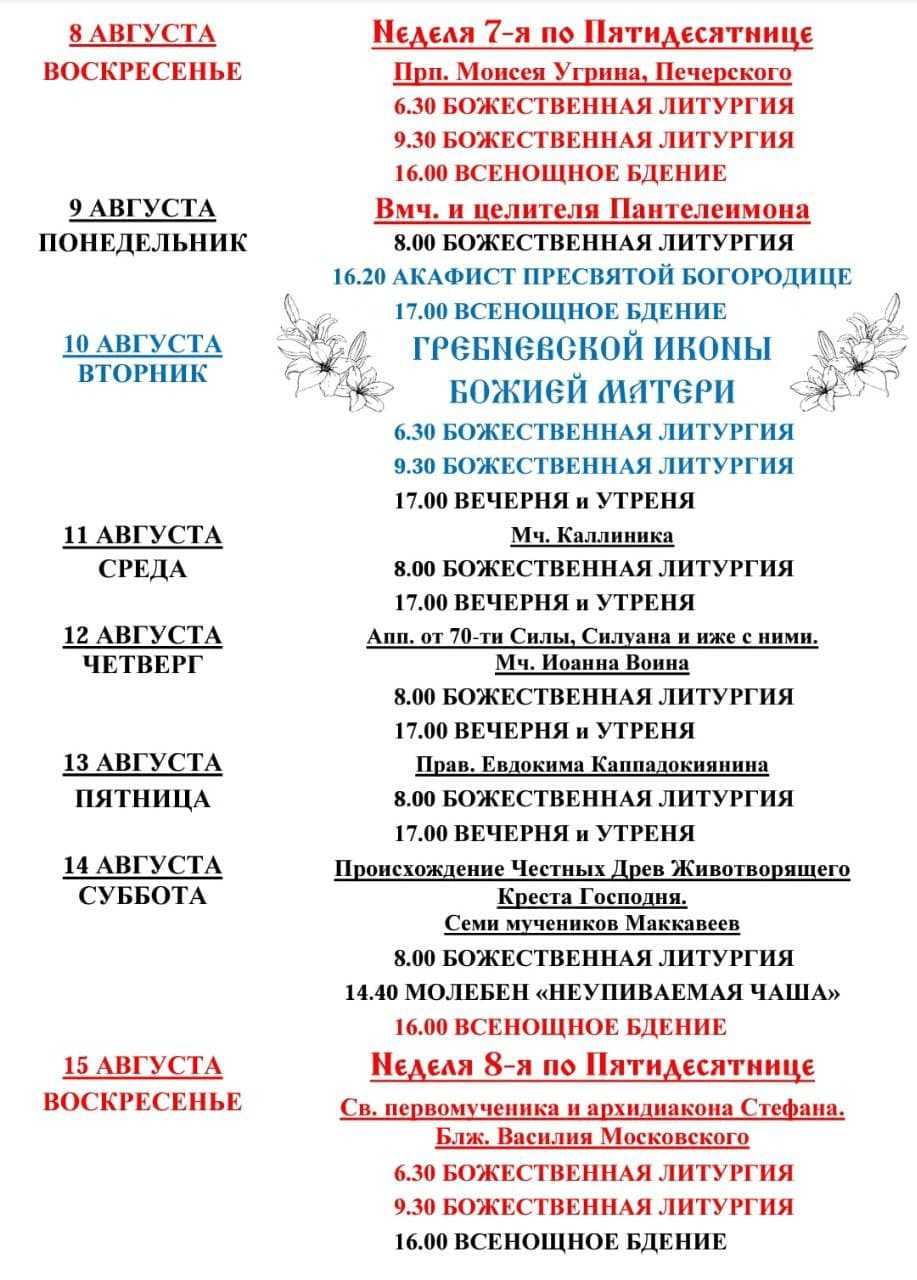 8 АВГУСТА
ВОСКРЕСЕНЬЕ
Неделя 7-я по Пятидесятнице
Прп. Моисея Угрина, Печерского
6.30 БОЖЕСТВЕННАЯ ЛИТУРГИЯ
9.30 БОЖЕСТВЕННАЯ ЛИТУРГИЯ
16.00 ВСЕНОЩНОЕ БДЕНИЕ
9 АВГУСТА
ПОНЕДЕЛЬНИК
Вмч. и целителя Пантелеимона
8.00 БОЖЕСТВЕННАЯ ЛИТУРГИЯ
16.20 АКАФИСТ ПРЕСВЯТОЙ БОГОРОДИЦЕ
17.00 ВСЕНОЩНОЕ БДЕНИЕ
10 АВГУСТА
ВТОРНИК
ГРЕБНЕВСКОЙ ИКОНЫ
БОЖИЕЙ МАТЕРИ
6.30 БОЖЕСТВЕННАЯ ЛИТУРГИЯ
9.30 БОЖЕСТВЕННАЯ ЛИТУРГИЯ
17.00 ВЕЧЕРНЯ и УТРЕНЯ
11 АВГУСТА
СРЕДА
Мч. Каллиника
8.00 БОЖЕСТВЕННАЯ ЛИТУРГИЯ
17.00 ВЕЧЕРНЯ и УТРЕНЯ
12 АВГУСТА
ЧЕТВЕРГ
Апп. от 70-ти Силы, Силуана и иже с ними.
Мч. Иоанна Воина
8.00 БОЖЕСТВЕННАЯ ЛИТУРГИЯ
17.00 ВЕЧЕРНЯ и УТРЕНЯ
13 АВГУСТА
ПЯТНИЦА
Прав. Евдокима Каппадокиянина
8.00 БОЖЕСТВЕННАЯ ЛИТУРГИЯ
17.00 ВЕЧЕРНЯ и УТРЕНЯ
14 АВГУСТА
СУББОТА
Происхождение Честных Древ Животворящего
Креста Господня.
Семи мучеников Маккавеев
8.00 БОЖЕСТВЕННАЯ ЛИТУРГИЯ
14.40 МОЛЕБЕН «НЕУПИВАЕМАЯ ЧАША»
16.00 ВСЕНОЩНОЕ БДЕНИЕ
15 АВГУСТА
ВОСКРЕСЕНЬЕ
Неделя 8-я по Пятидесятнице
Св. первомученика и архидиакона Стефана.
Блж. Василия Московского
6.30 БОЖЕСТВЕННАЯ ЛИТУРГИЯ
9.30 БОЖЕСТВЕННАЯ ЛИТУРГИЯ
16.00 ВСЕНОЩНОЕ БДЕНИЕ